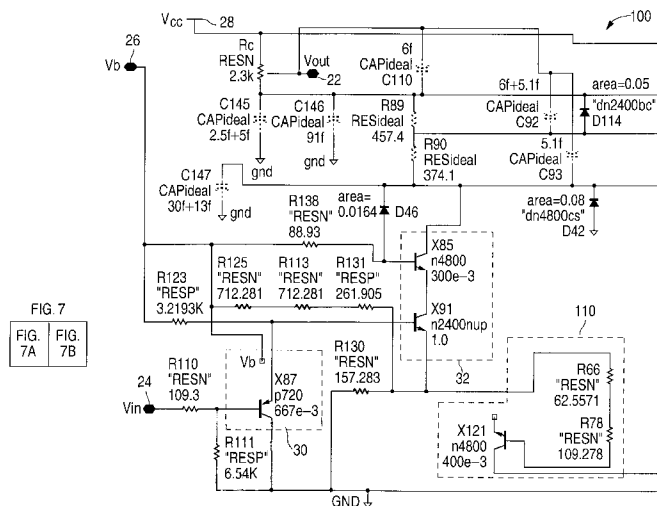 Vcc
28
100
26
Vb
Rc
RESN
2.3k
Vout
22
6f
CAPideal
C110
6f+5.1f
CAPideal
C92
area=0.05
"dn2400bc"
D114
C145
CAPideal
2.5f+5f
gnd
C146
CAPideal
91f
gnd
R89
RESideal
457.4
5.1f
CAPideal
C93
R90
RESideal
374.1
C147
CAPideal
30f+13f
gnd
R138
"RESN"
88.93
area=
0.0164
D46
area=0.08
"dn4800cs"
D42
X85
n4800
300e-3
R123
"RESP"
3.2193K
R125
"RESN"
712.281
R113
"RESN"
712.281
R131
"RESP"
261.905
X91
n2400nup
1.0
32
110
FIG. 7
FIG.
7A
FIG.
7B
Vb
R130
"RESN"
157.283
R110
"RESN"
109.3
24
Vin
X87
p720
667e-3
30
R66
"RESN"
62.5571
R78
"RESN"
109.278
X121
n4800
400e-3
R111
"RESP"
6.54K
GND